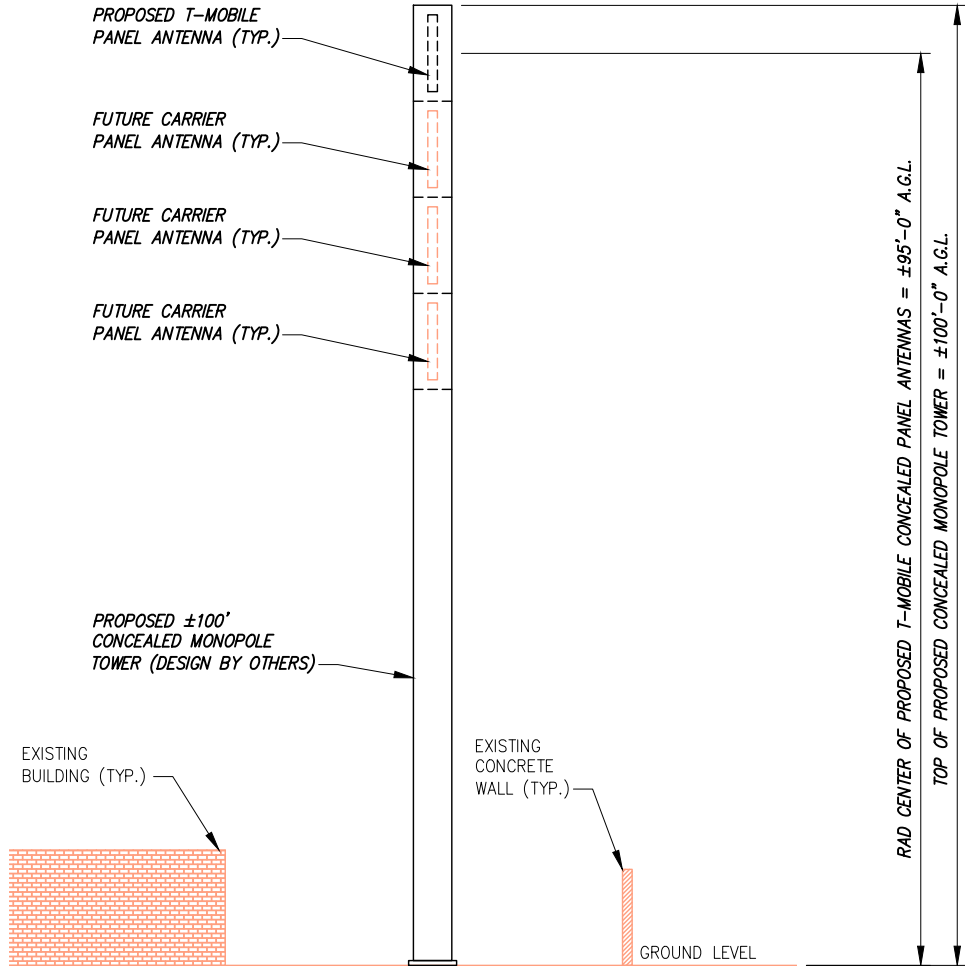 PROPOSED T-MOBILE
PANEL ANTENNA (TYP.)
FUTURE CARRIER
PANEL ANTENNA (TYP.)
FUTURE CARRIER
PANEL ANTENNA (TYP.)
FUTURE CARRIER
PANEL ANTENNA (TYP.)
PROPOSED ±100'
CONCEALED MONOPOLE
TOWER (DESIGN BY OTHERS)
EXISTING
BUILDING (TYP.)
EXISTING
CONCRETE
WALL (TYP.)
GROUND LEVEL
RAD CENTER OF PROPOSED T-MOBILE CONCEALED PANEL ANTENNAS = ±95'-0" A.G.L.
TOP OF PROPOSED CONCEALED MONOPOLE TOWER = ±100'-0" A.G.L.